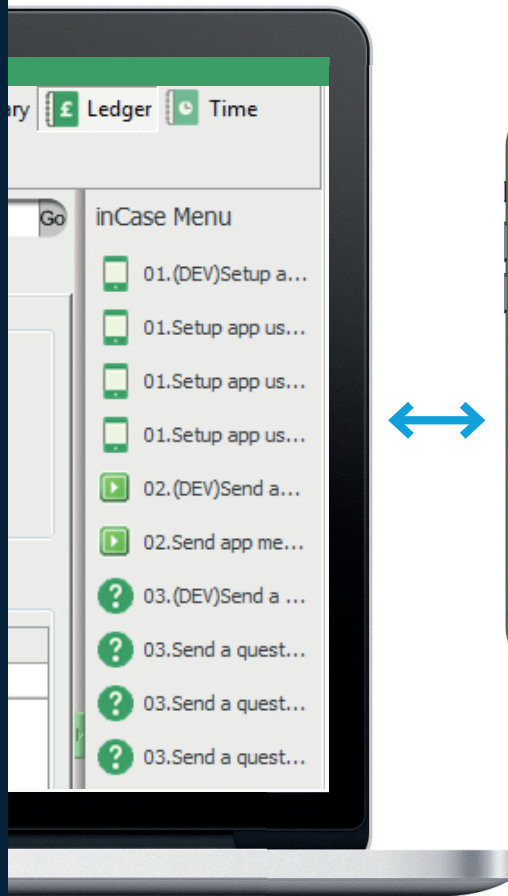 ary Ledger Time
Go inCase Menu
01.(DEV)Setup a...
01.Setup app us...
01.Setup app us...
01.Setup app us...
02.(DEV)Send a...
02.Send app me...
03.(DEV)Send a ...
03.Send a quest...
03.Send a quest...
03.Send a quest...